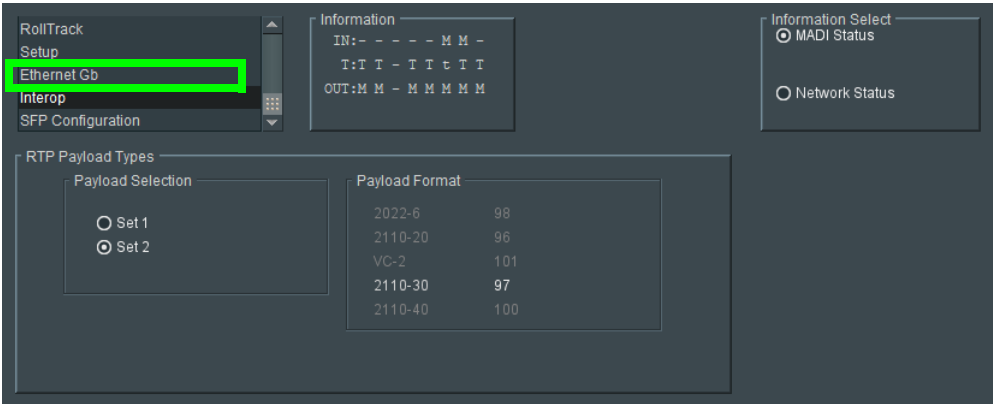 RollTrack
Setup
Ethernet Gb
Interop
SFP Configuration
Information
IN:- - - - - M M -
T:T T - T T t T T
OUT:M M - M M M M M
Information Select
MADI Status
Network Status
RTP Payload Types
Payload Selection
Set 1
Set 2
Payload Format
2022-6 98
2110-20 96
VC-2 101
2110-30 97
2110-40 100